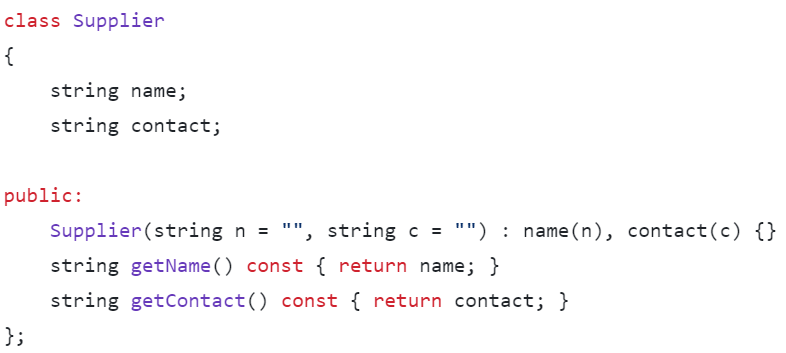 class Supplier
{
    string name;
    string contact;

public:
    Supplier(string n = "", string c = "") : name(n), contact(c) {}
    string getName() const { return name; }
    string getContact() const { return contact; }
};